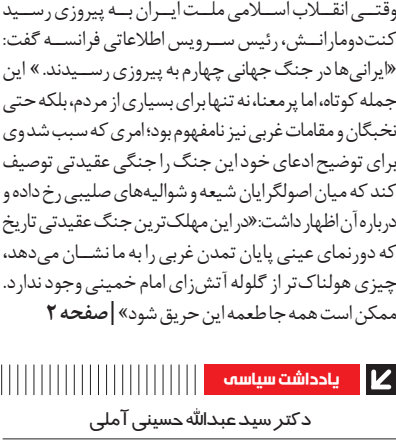 وقتی انقلاب اسلامی ملت ایران به پیروزی رسید
کنت‌دومارانش، رئیس سرویس اطلاعاتی فرانسه گفت:
«ایرانی‌ها در جنگ جهانی چهارم به پیروزی رسیدند.» این
جمله کوتاه، اما پرمعنا، نه تنها برای بسیاری از مردم، بلکه حتی
نخبگان و مقامات غربی نیز نامفهوم بود؛ امری که سبب شد وی
برای توضیح ادعای خود این جنگ را جنگی عقیدتی توصیف
کند که میان اصولگرایان شیعه و شوالیه‌های صلیبی رخ داده و
درباره آن اظهار داشت: «در این مهلک‌ترین جنگ عقیدتی تاریخ
که دورنمای عینی پایان تمدن غربی را به ما نشان می‌دهد،
چیزی هولناک‌تر از گلوله آتش‌زای امام خمینی وجود ندارد.
ممکن است همه جا طعمه این حریق شود» | صفحه ۲
یادداشت سیاسی
دکتر سید عبدالله حسینی آملی